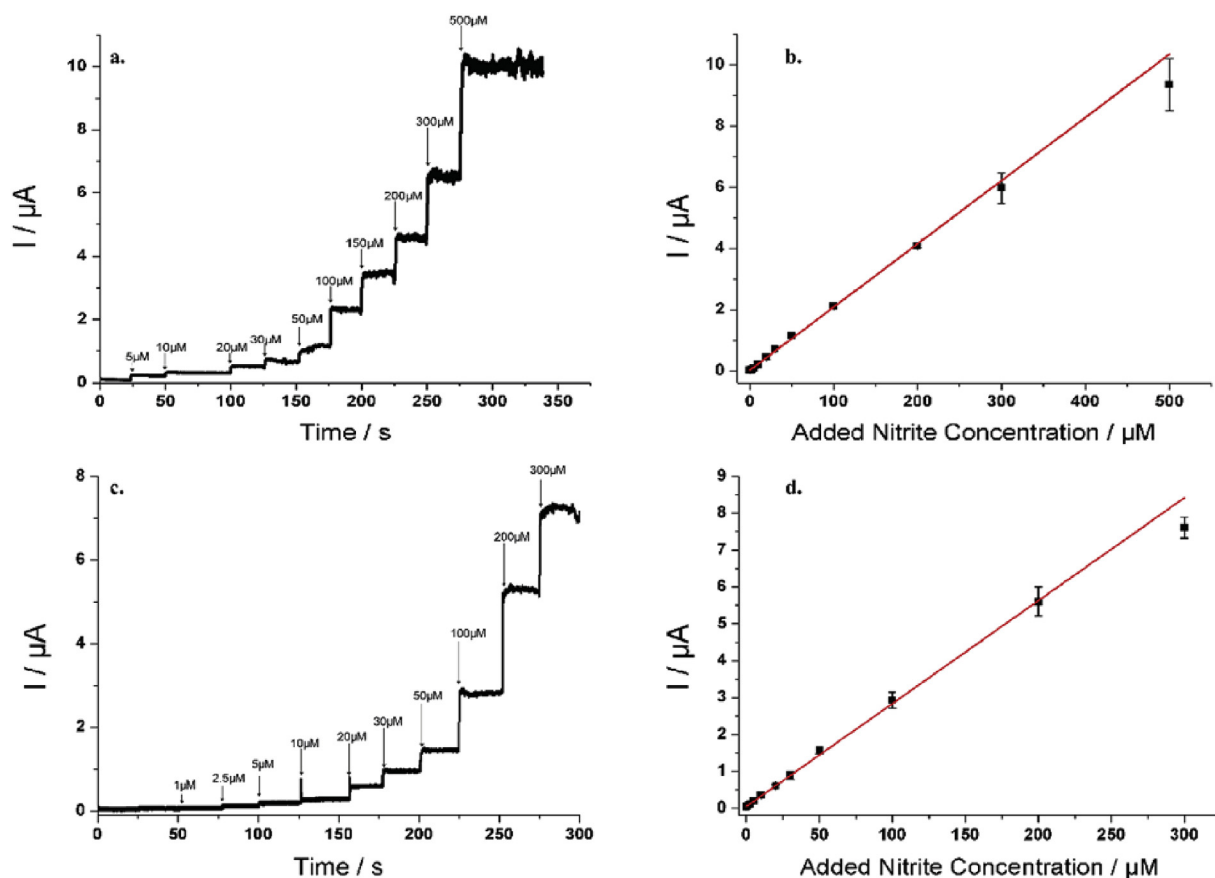 a.
I / µA
10
8
6
4
2
0
5µM
10µM
20µM
30µM
50µM
100µM
150µM
200µM
300µM
500µM
0 50 100 150 200 250 300 350
Time / s
b.
I / µA
10
8
6
4
2
0
0 100 200 300 400 500
Added Nitrite Concentration / µM
c.
I / µA
8
6
4
2
0
1µM
2.5µM
5µM
10µM
20µM
30µM
50µM
100µM
200µM
300µM
0 50 100 150 200 250 300
Time / s
d.
I / µA
9
8
7
6
5
4
3
2
1
0
0 50 100 150 200 250 300
Added Nitrite Concentration / µM